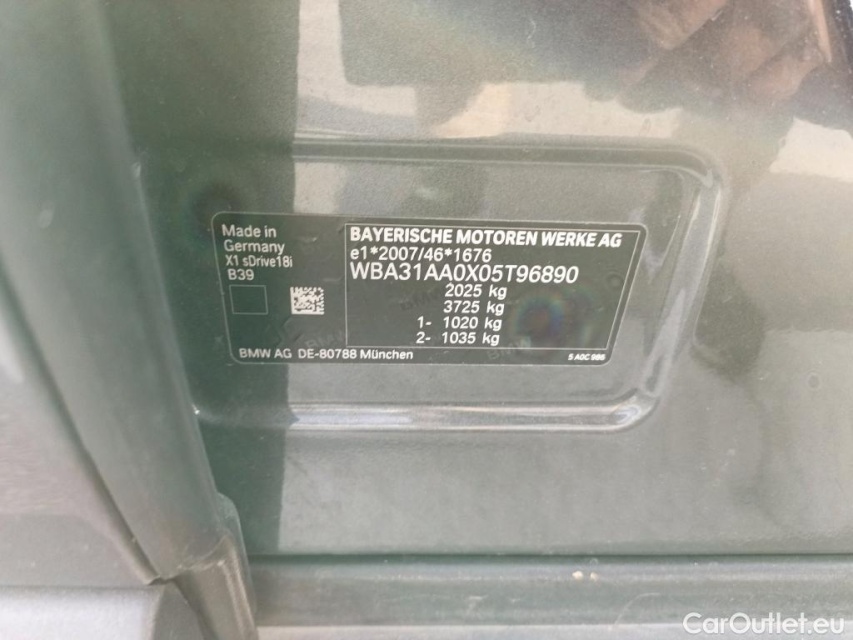 Made in
Germany
X1 sDrive18i
B39
BAYERISCHE MOTOREN WERKE AG
e1*2007/46*1676
WBA31AA0X05T96890
2025 kg
3725 kg
1- 1020 kg
2- 1035 kg
BMW AG DE-80788 München
5 A0C 986
CarOutlet.eu